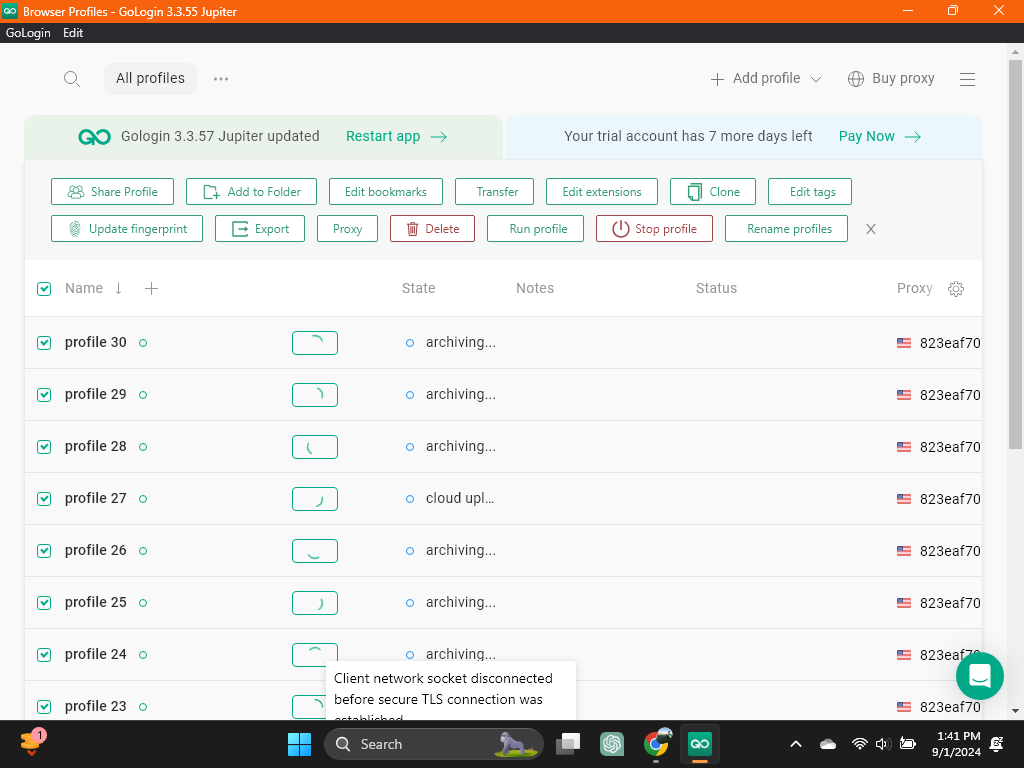 Browser Profiles - GoLogin 3.3.55 Jupiter
GoLogin Edit
All profiles
Add profile
Buy proxy
Gologin 3.3.57 Jupiter updated Restart app
Your trial account has 7 more days left Pay Now
Share Profile Add to Folder Edit bookmarks Transfer Edit extensions Clone Edit tags
Update fingerprint Export Proxy Delete Run profile Stop profile Rename profiles X
Name State Notes Status Proxy
profile 30 archiving... 823eaf70
profile 29 archiving... 823eaf70
profile 28 archiving... 823eaf70
profile 27 cloud upl... 823eaf70
profile 26 archiving... 823eaf70
profile 25 archiving... 823eaf70
profile 24 archiving... 823eaf70
profile 23 823eaf70
Client network socket disconnected
before secure TLS connection was
established
1
Search
1:41 PM
9/1/2024